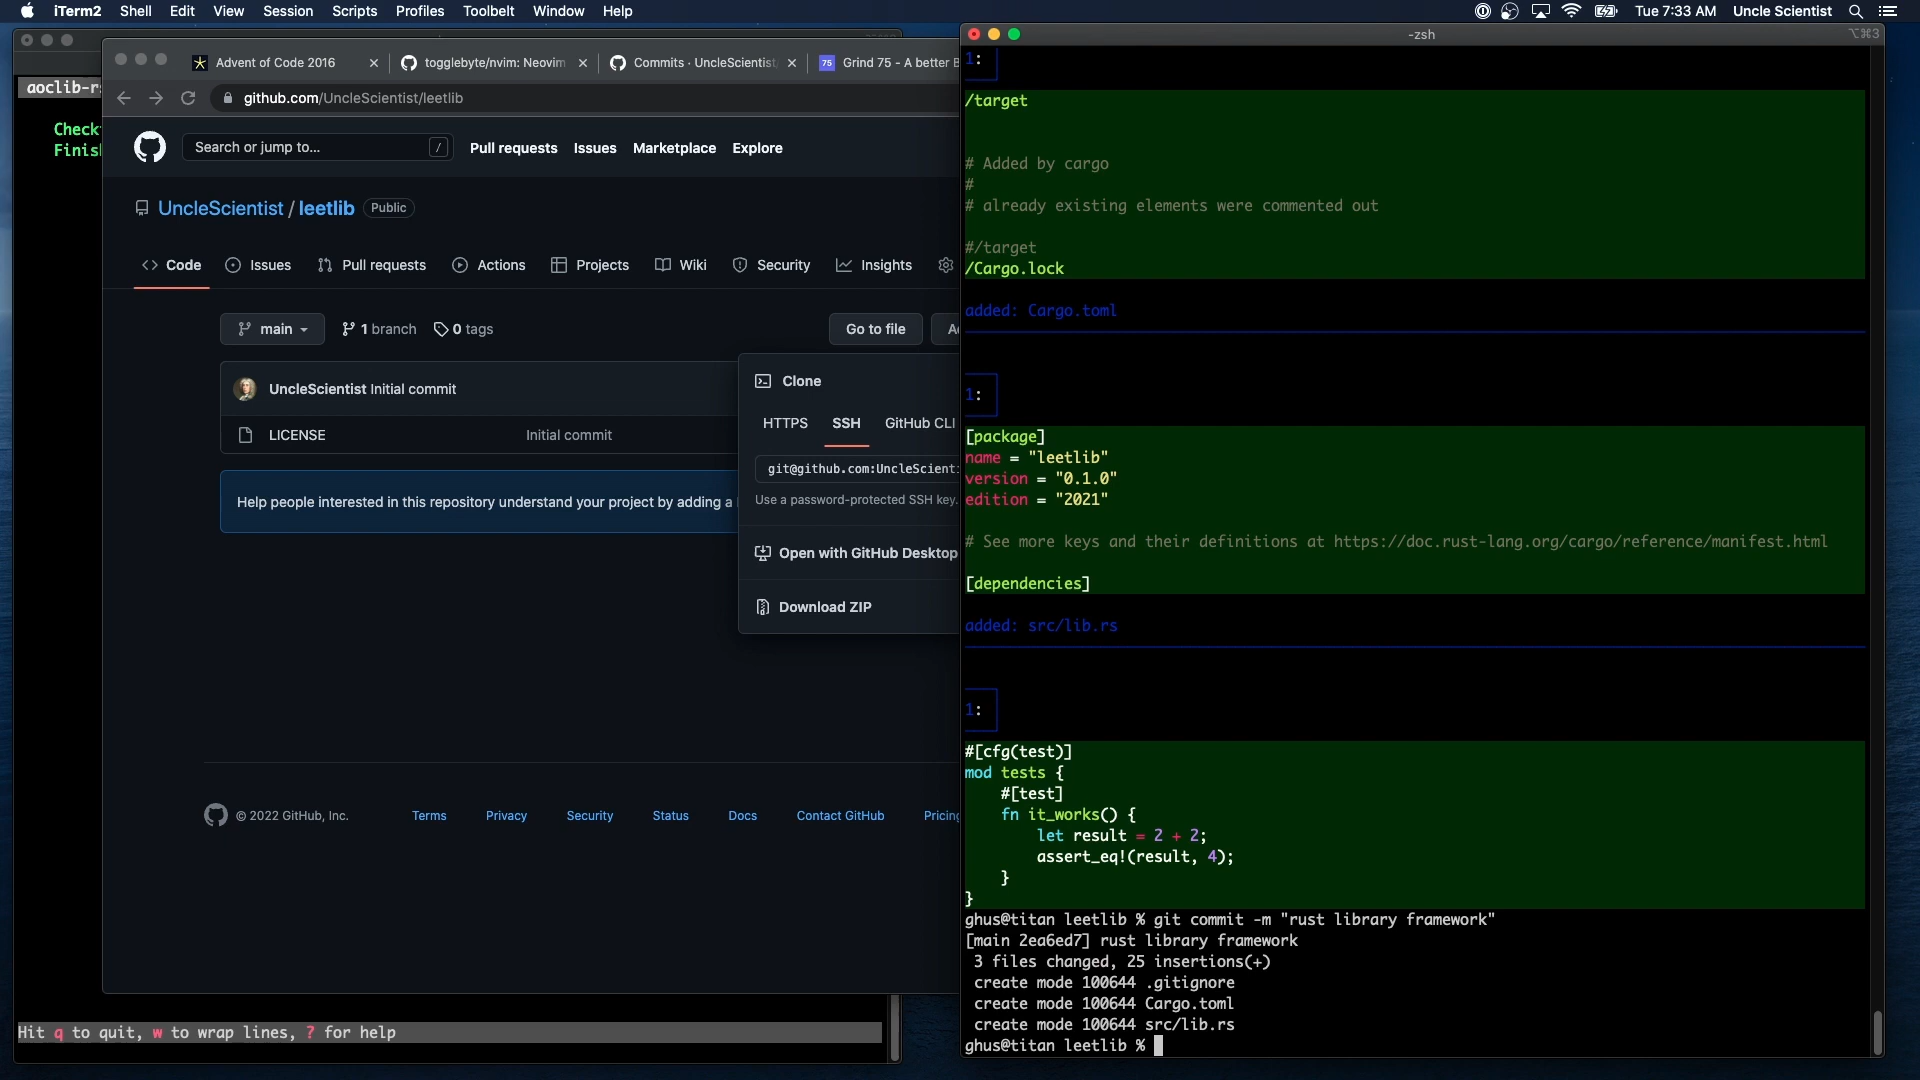 iTerm2 Shell Edit View Session Scripts Profiles Toolbelt Window Help
Tue 7:33 AM Uncle Scientist
aoclib-rs
Check
Finis
Hit q to quit, w to wrap lines, ? for help
Advent of Code 2016
togglebyte/nvim: Neovim
Commits · UncleScientist
75 Grind 75 - A better B
github.com/UncleScientist/leetlib
Search or jump to... /
Pull requests Issues Marketplace Explore
UncleScientist / leetlib Public
Code Issues Pull requests Actions Projects Wiki Security Insights
main 1 branch 0 tags Go to file
UncleScientist Initial commit
LICENSE Initial commit
Help people interested in this repository understand your project by adding a
Clone
HTTPS SSH GitHub CLI
git@github.com:UncleScient
Use a password-protected SSH key.
Open with GitHub Desktop
Download ZIP
© 2022 GitHub, Inc. Terms Privacy Security Status Docs Contact GitHub Pricing
-zsh
⌥⌘3
1:
/target
# Added by cargo
#
# already existing elements were commented out
#/target
/Cargo.lock
added: Cargo.toml
1:
[package]
name = "leetlib"
version = "0.1.0"
edition = "2021"
# See more keys and their definitions at https://doc.rust-lang.org/cargo/reference/manifest.html
[dependencies]
added: src/lib.rs
1:
#[cfg(test)]
mod tests {
    #[test]
    fn it_works() {
        let result = 2 + 2;
        assert_eq!(result, 4);
    }
}
ghus@titan leetlib % git commit -m "rust library framework"
[main 2ea6ed7] rust library framework
 3 files changed, 25 insertions(+)
 create mode 100644 .gitignore
 create mode 100644 Cargo.toml
 create mode 100644 src/lib.rs
ghus@titan leetlib %